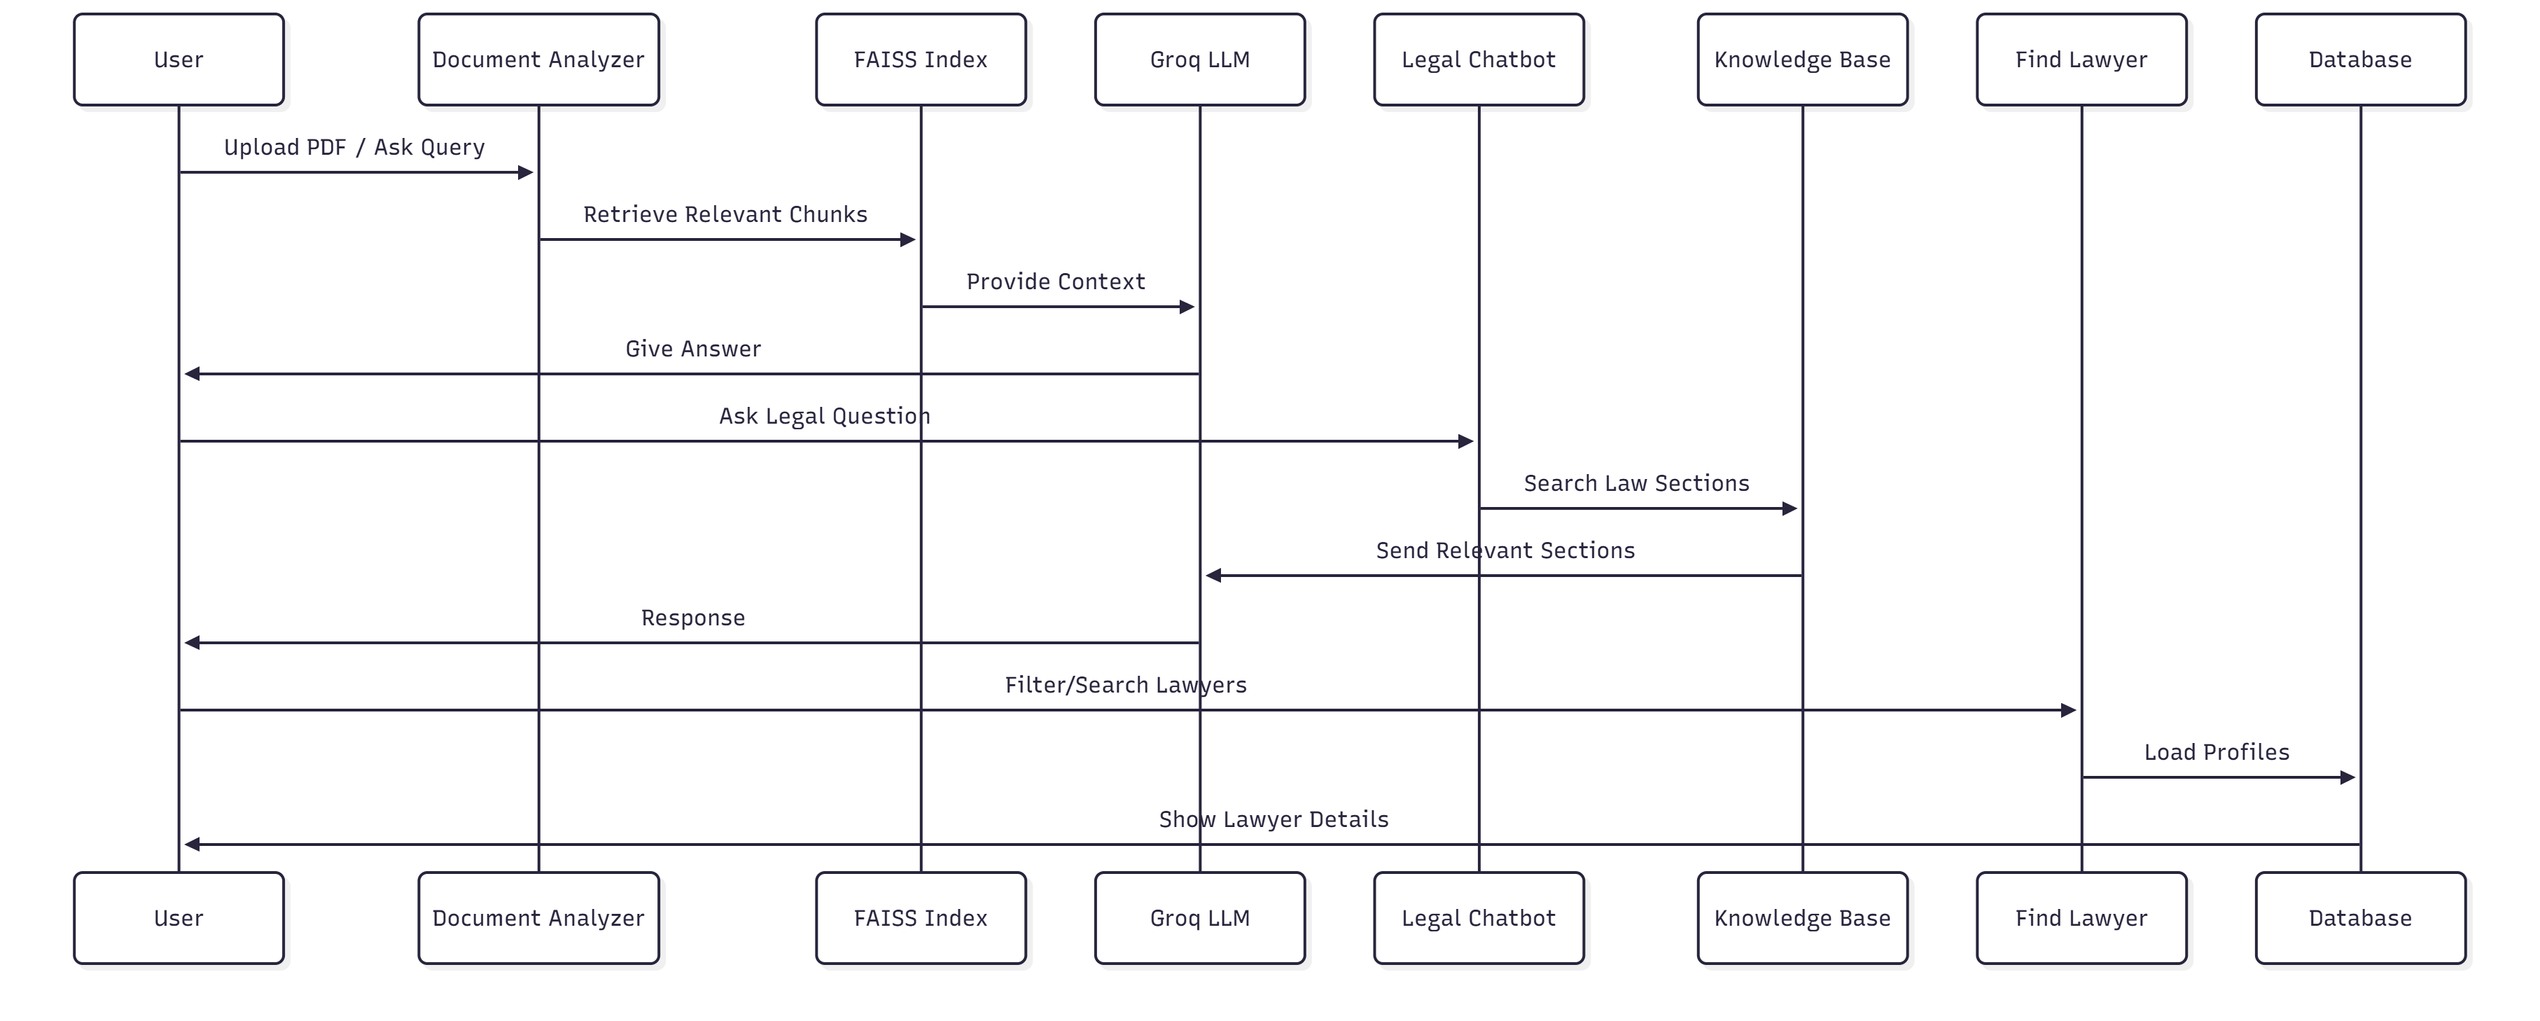 User
Document Analyzer
FAISS Index
Groq LLM
Legal Chatbot
Knowledge Base
Find Lawyer
Database
Upload PDF / Ask Query
Retrieve Relevant Chunks
Provide Context
Give Answer
Ask Legal Question
Search Law Sections
Send Relevant Sections
Response
Filter/Search Lawyers
Load Profiles
Show Lawyer Details
User
Document Analyzer
FAISS Index
Groq LLM
Legal Chatbot
Knowledge Base
Find Lawyer
Database